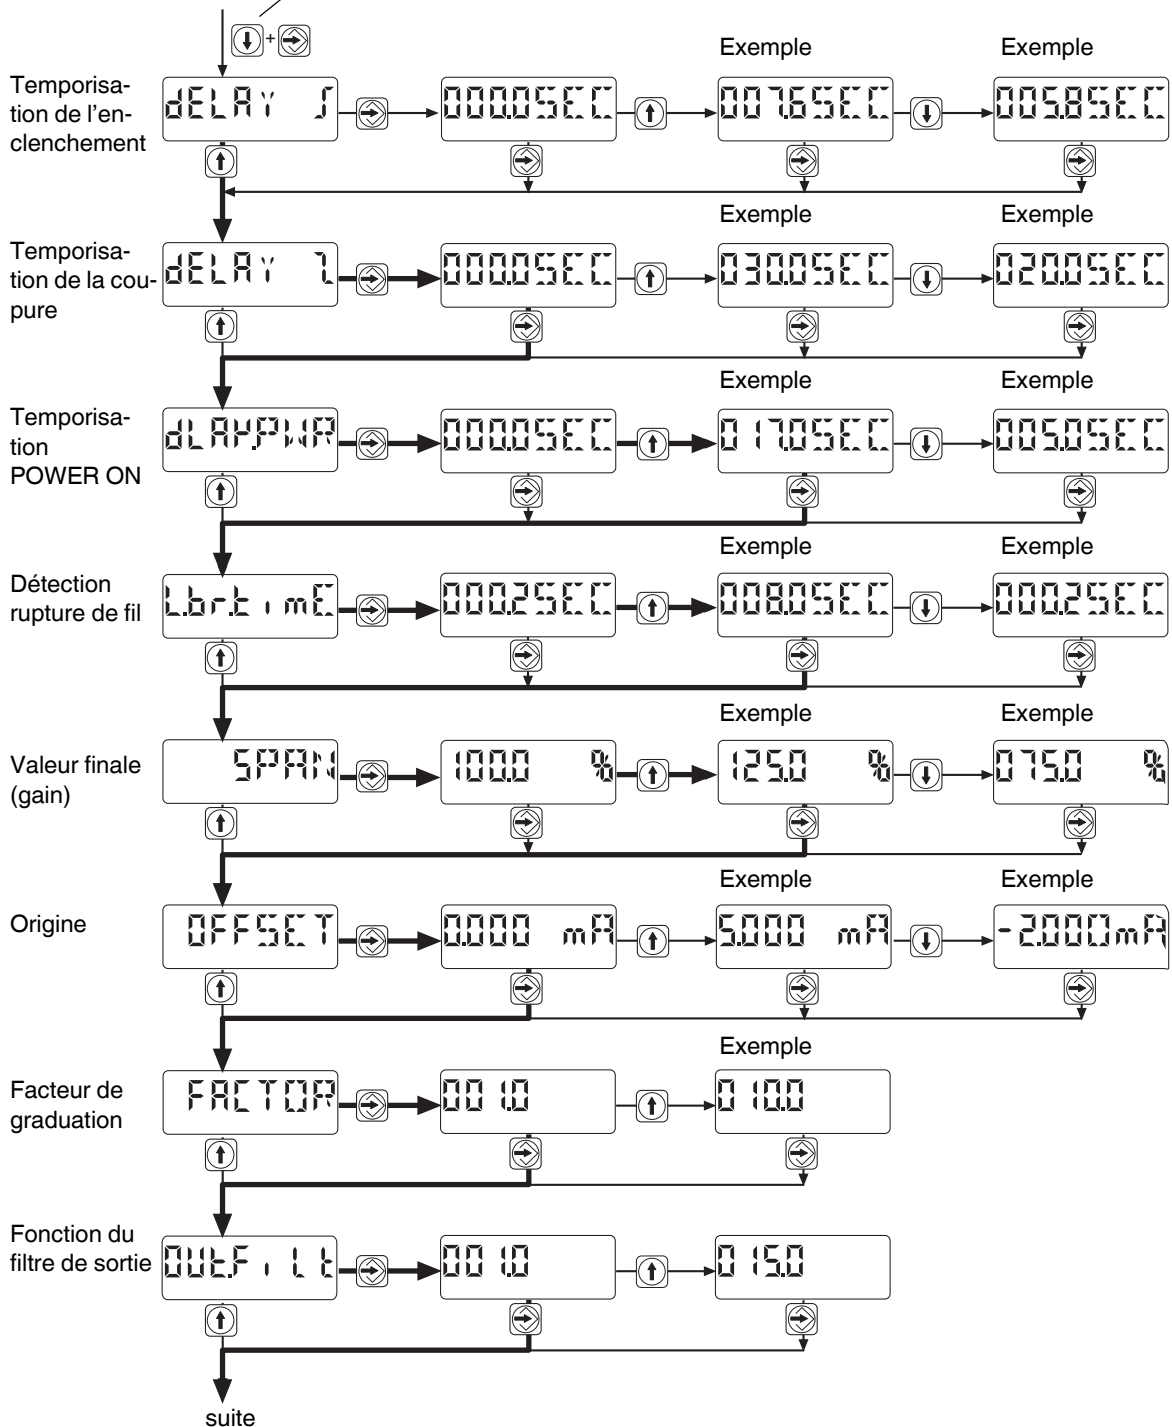 +
Exemple Exemple
Temporisa-
tion de l'en-
clenchement
dELAY ⌠ 000.0SEC 007.6SEC 005.8SEC
Exemple Exemple
Temporisa-
tion de la cou-
pure
dELAY ⌡ 000.0SEC 030.0SEC 020.0SEC
Exemple Exemple
Temporisa-
tion
POWER ON
dLAY.PWR 000.0SEC 017.0SEC 005.0SEC
Exemple Exemple
Détection
rupture de fil
L.br.timE 000.2SEC 008.0SEC 000.2SEC
Exemple Exemple
Valeur finale
(gain)
SPAN 100.0 % 125.0 % 075.0 %
Exemple Exemple
Origine
OFFSET 0.000 mA 5.000 mA -2.000mA
Exemple
Facteur de
graduation
FACTOR 001.0 010.0
Fonction du
filtre de sortie
OUt.Filt 001.0 015.0
suite